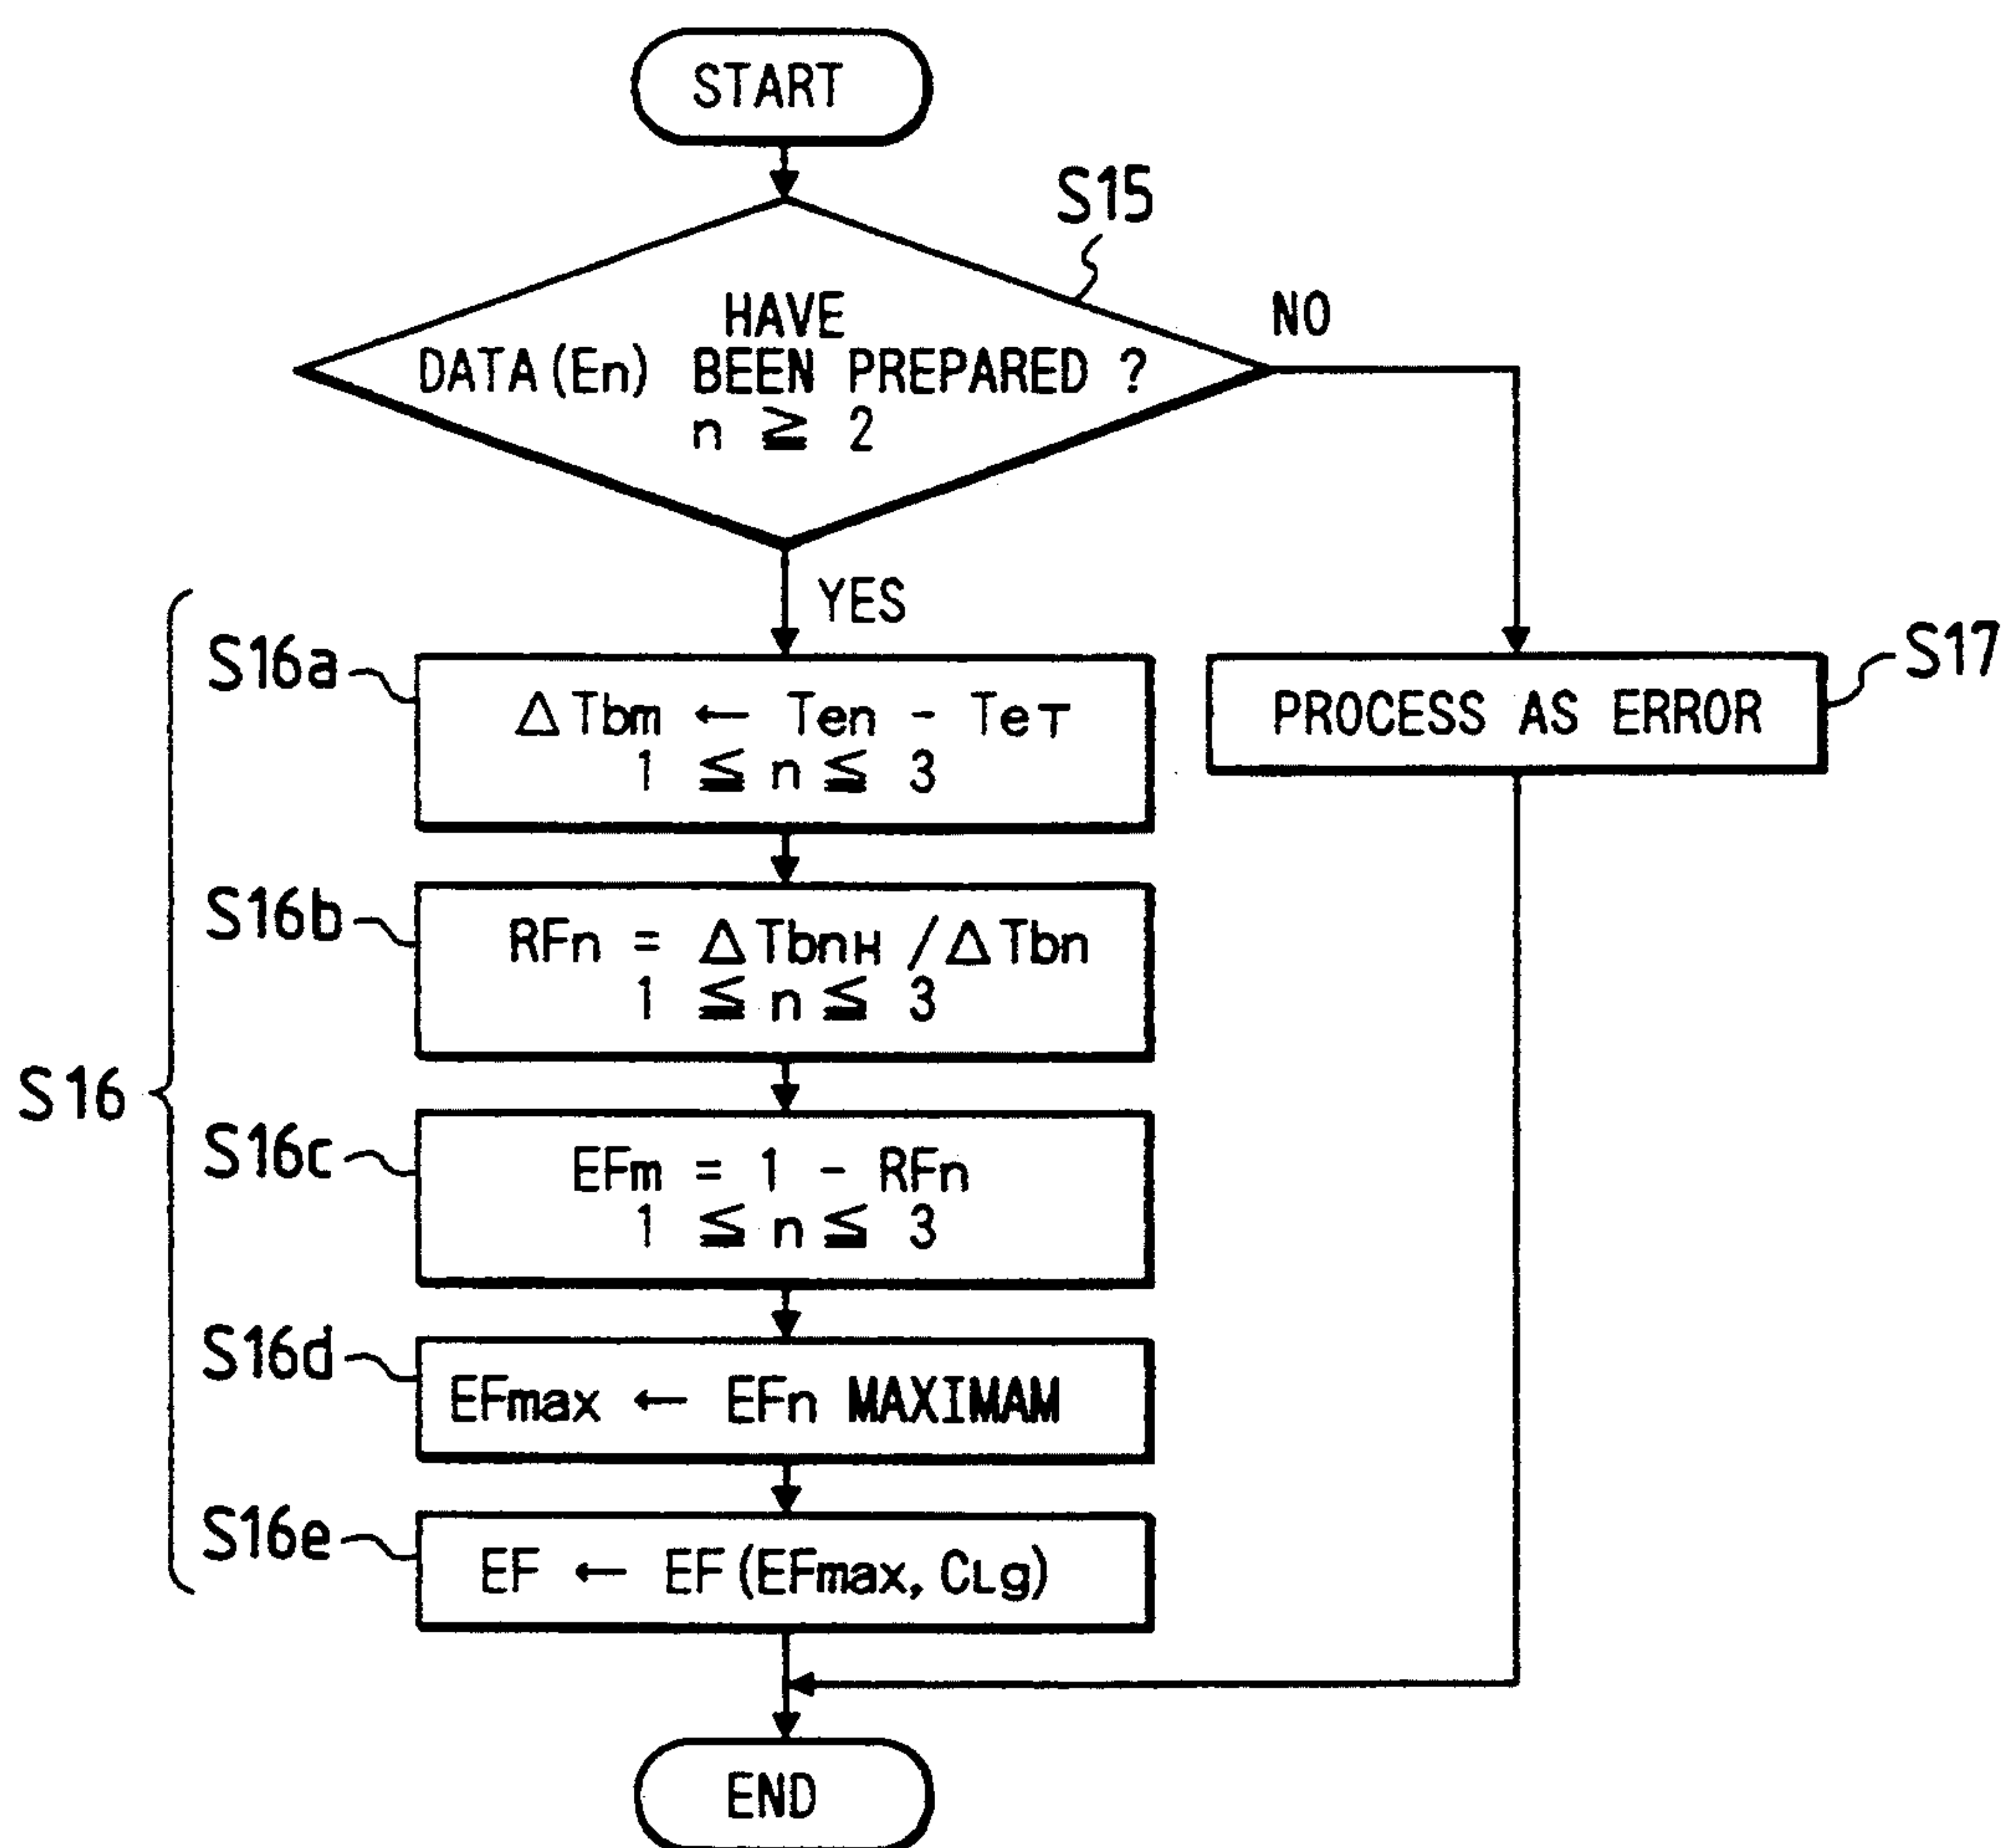 START
S15
HAVE
DATA(En) BEEN PREPARED ?
n ≧ 2
NO
YES
S16a
ΔTbm ← Ten - TeT
1 ≦ n ≦ 3
PROCESS AS ERROR
S17
S16b
RFn = ΔTbnH /ΔTbn
1 ≦ n ≦ 3
S16
S16c
EFm = 1 - RFn
1 ≦ n ≦ 3
S16d
EFmax ← EFn MAXIMAM
S16e
EF ← EF(EFmax, CLg)
END